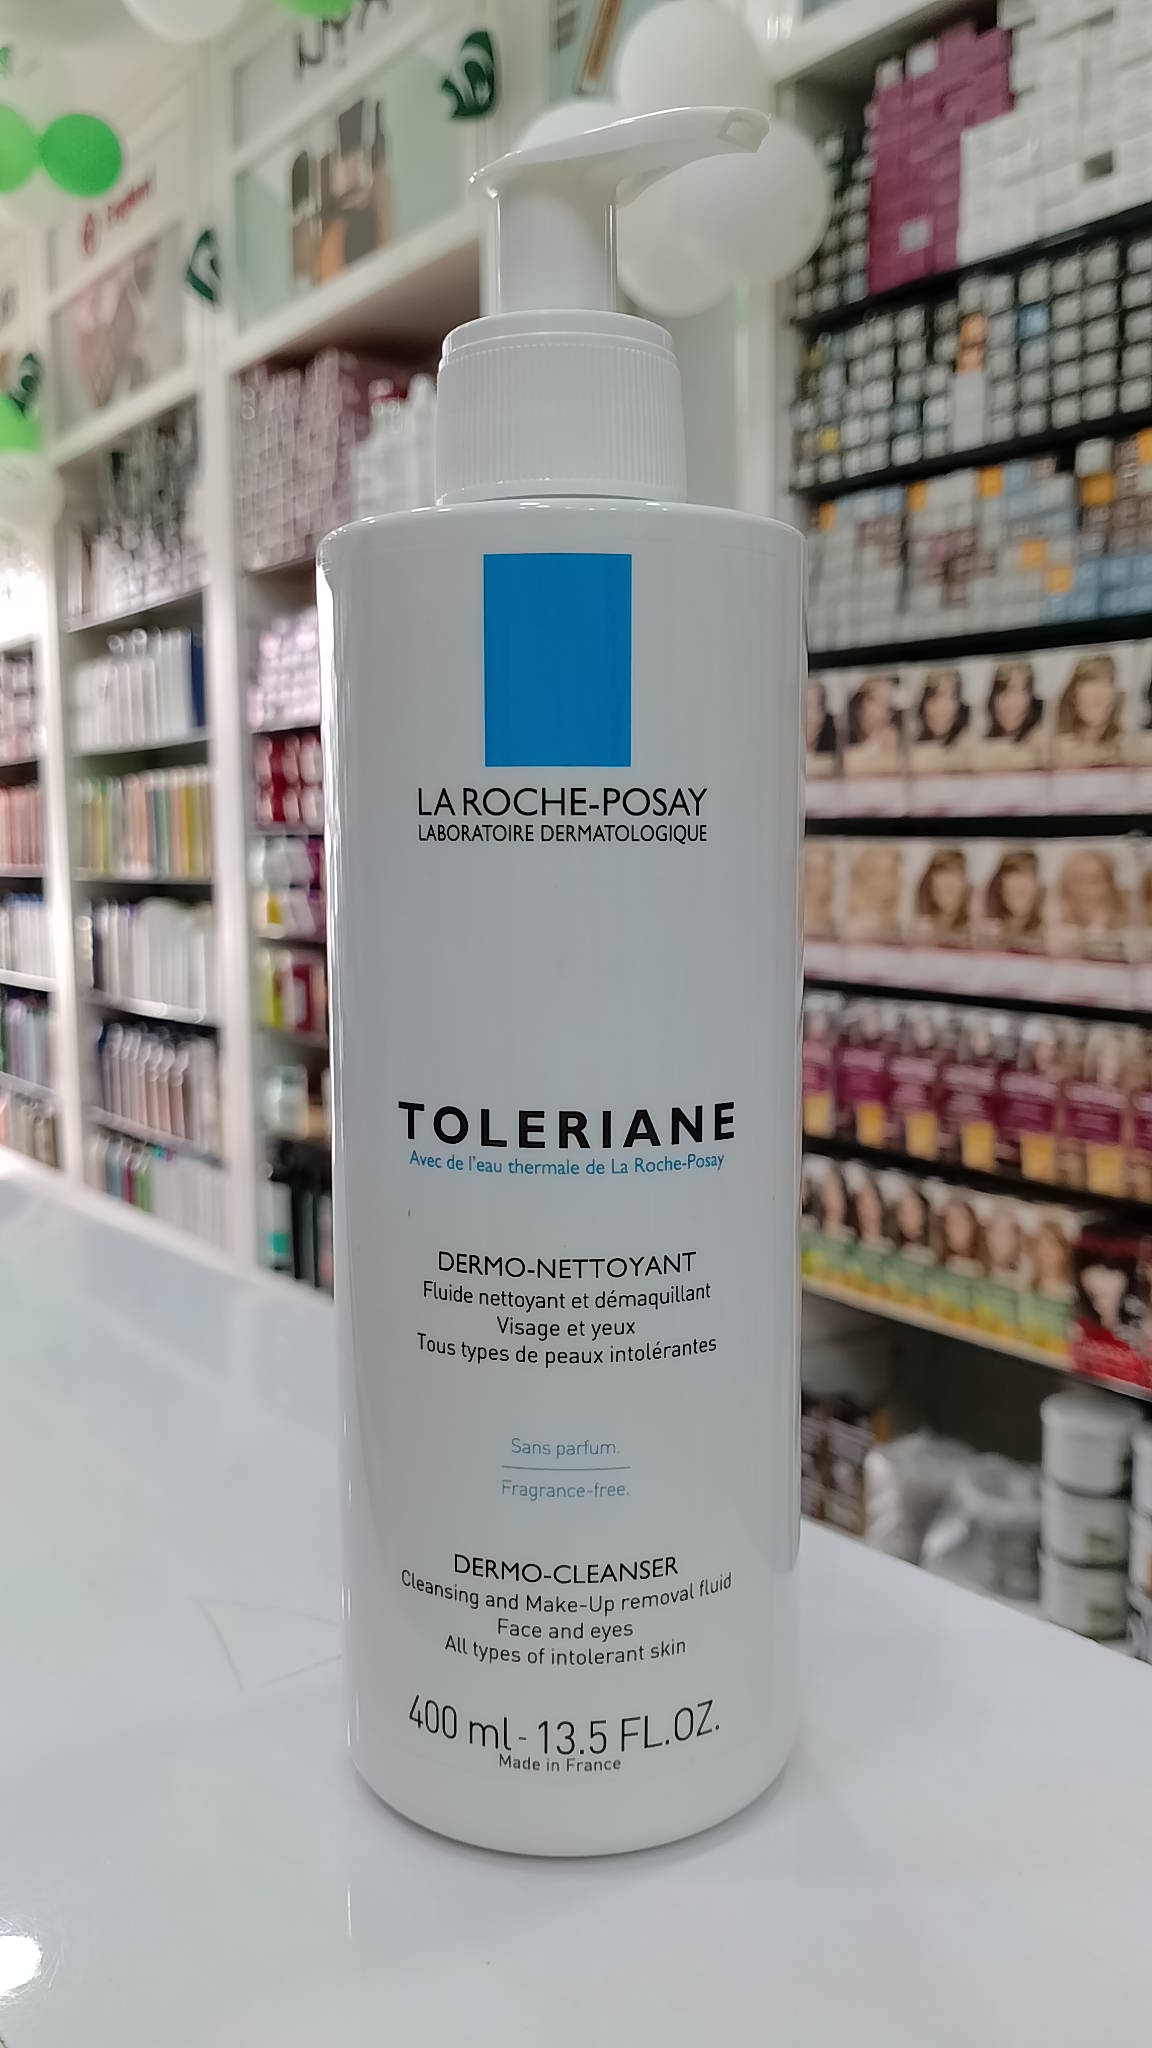 NYX
LA ROCHE-POSAY
LABORATOIRE DERMATOLOGIQUE
TOLERIANE
Avec de l'eau thermale de La Roche-Posay
DERMO-NETTOYANT
Fluide nettoyant et démaquillant
Visage et yeux
Tous types de peaux intolérantes
Sans parfum.
Fragrance-free.
DERMO-CLEANSER
Cleansing and Make-Up removal fluid
Face and eyes
All types of intolerant skin
400 ml - 13.5 FL.OZ.
Made in France